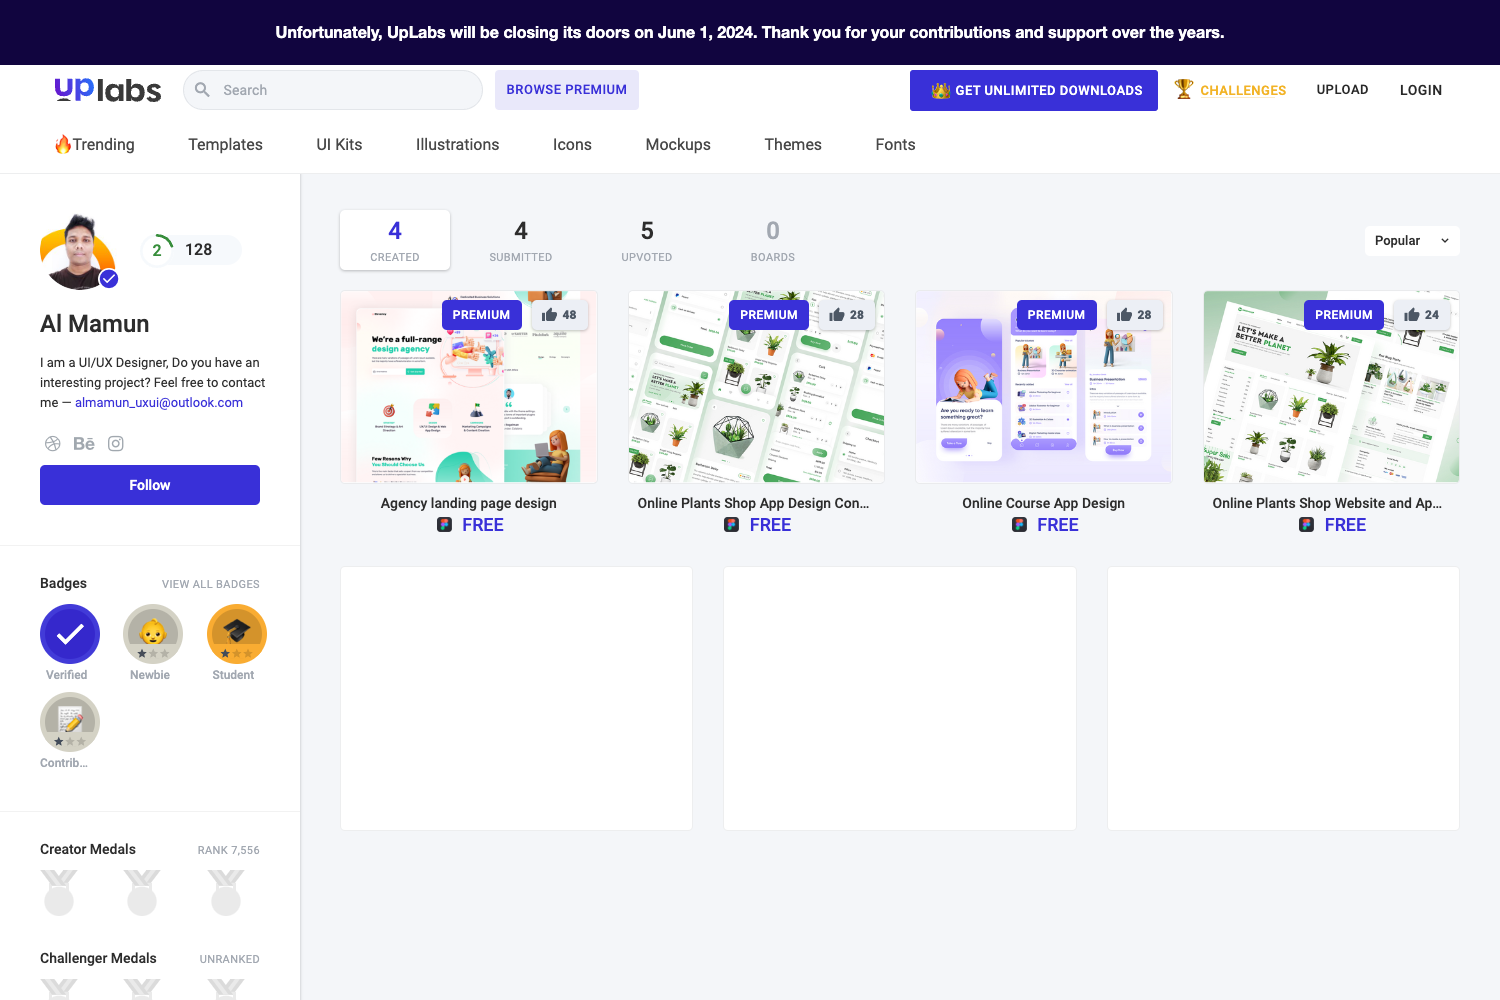 Unfortunately, UpLabs will be closing its doors on June 1, 2024. Thank you for your contributions and support over the years.
uplabs
Search
BROWSE PREMIUM
GET UNLIMITED DOWNLOADS
CHALLENGES
UPLOAD
LOGIN
Trending
Templates
UI Kits
Illustrations
Icons
Mockups
Themes
Fonts
2
128
Al Mamun
I am a UI/UX Designer, Do you have an
interesting project? Feel free to contact
me — almamun_uxui@outlook.com
Bē
Follow
Badges
VIEW ALL BADGES
Verified
Newbie
Student
Contrib...
Creator Medals
RANK 7,556
Challenger Medals
UNRANKED
4
CREATED
4
SUBMITTED
5
UPVOTED
0
BOARDS
Popular
PREMIUM
48
We're a full-range
design agency
Few Resons Why
You Should Choose Us
Agency landing page design
FREE
PREMIUM
28
LET'S MAKE A
BETTER PLANET
Online Plants Shop App Design Con...
FREE
PREMIUM
28
Are you ready to learn
something great?
Online Course App Design
FREE
PREMIUM
24
LET'S MAKE A
BETTER PLANET
Super Sale
Online Plants Shop Website and Ap...
FREE